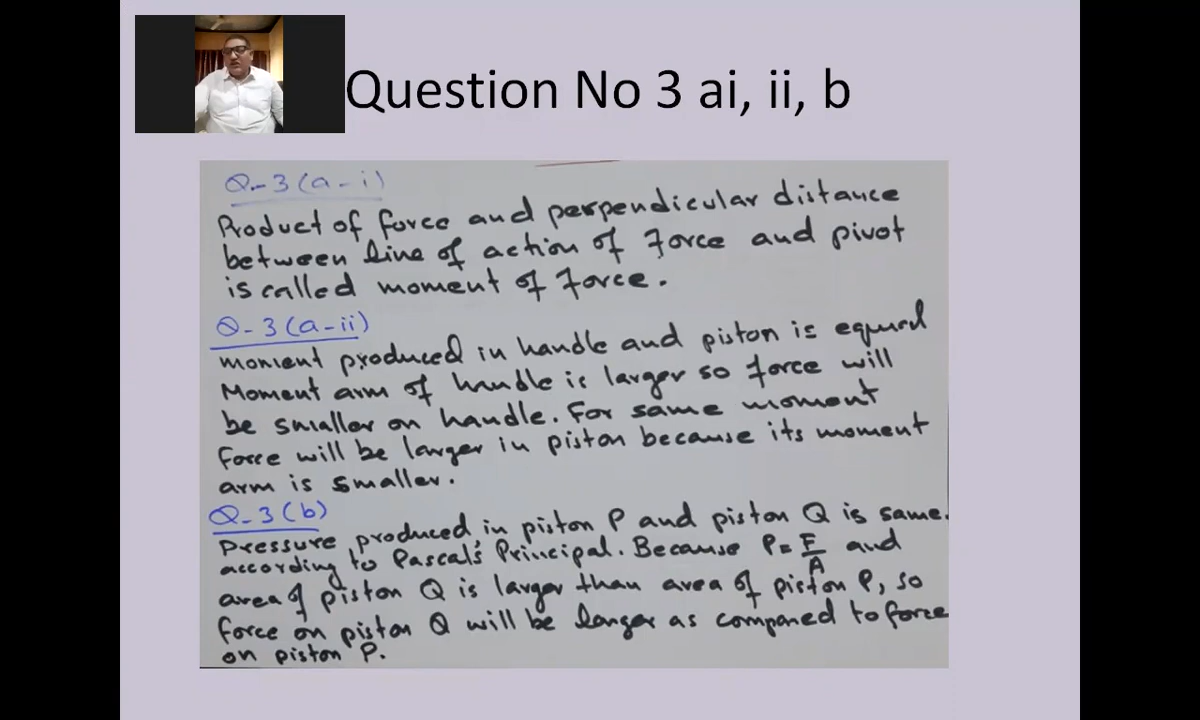 Question No 3 ai, ii, b
Q-3(a-i)
Product of force and perpendicular distance
between line of action of force and pivot
is called moment of force.
Q-3(a-ii)
moment produced in handle and piston is equal
Moment arm of handle is larger so force will
be smaller on handle. For same moment
force will be larger in piston because its moment
arm is smaller.
Q-3(b)
Pressure produced in piston P and piston Q is same.
according to Pascal's Principal. Because P = F/A and
area of piston Q is larger than area of piston P, so
force on piston Q will be larger as compared to force
on piston P.